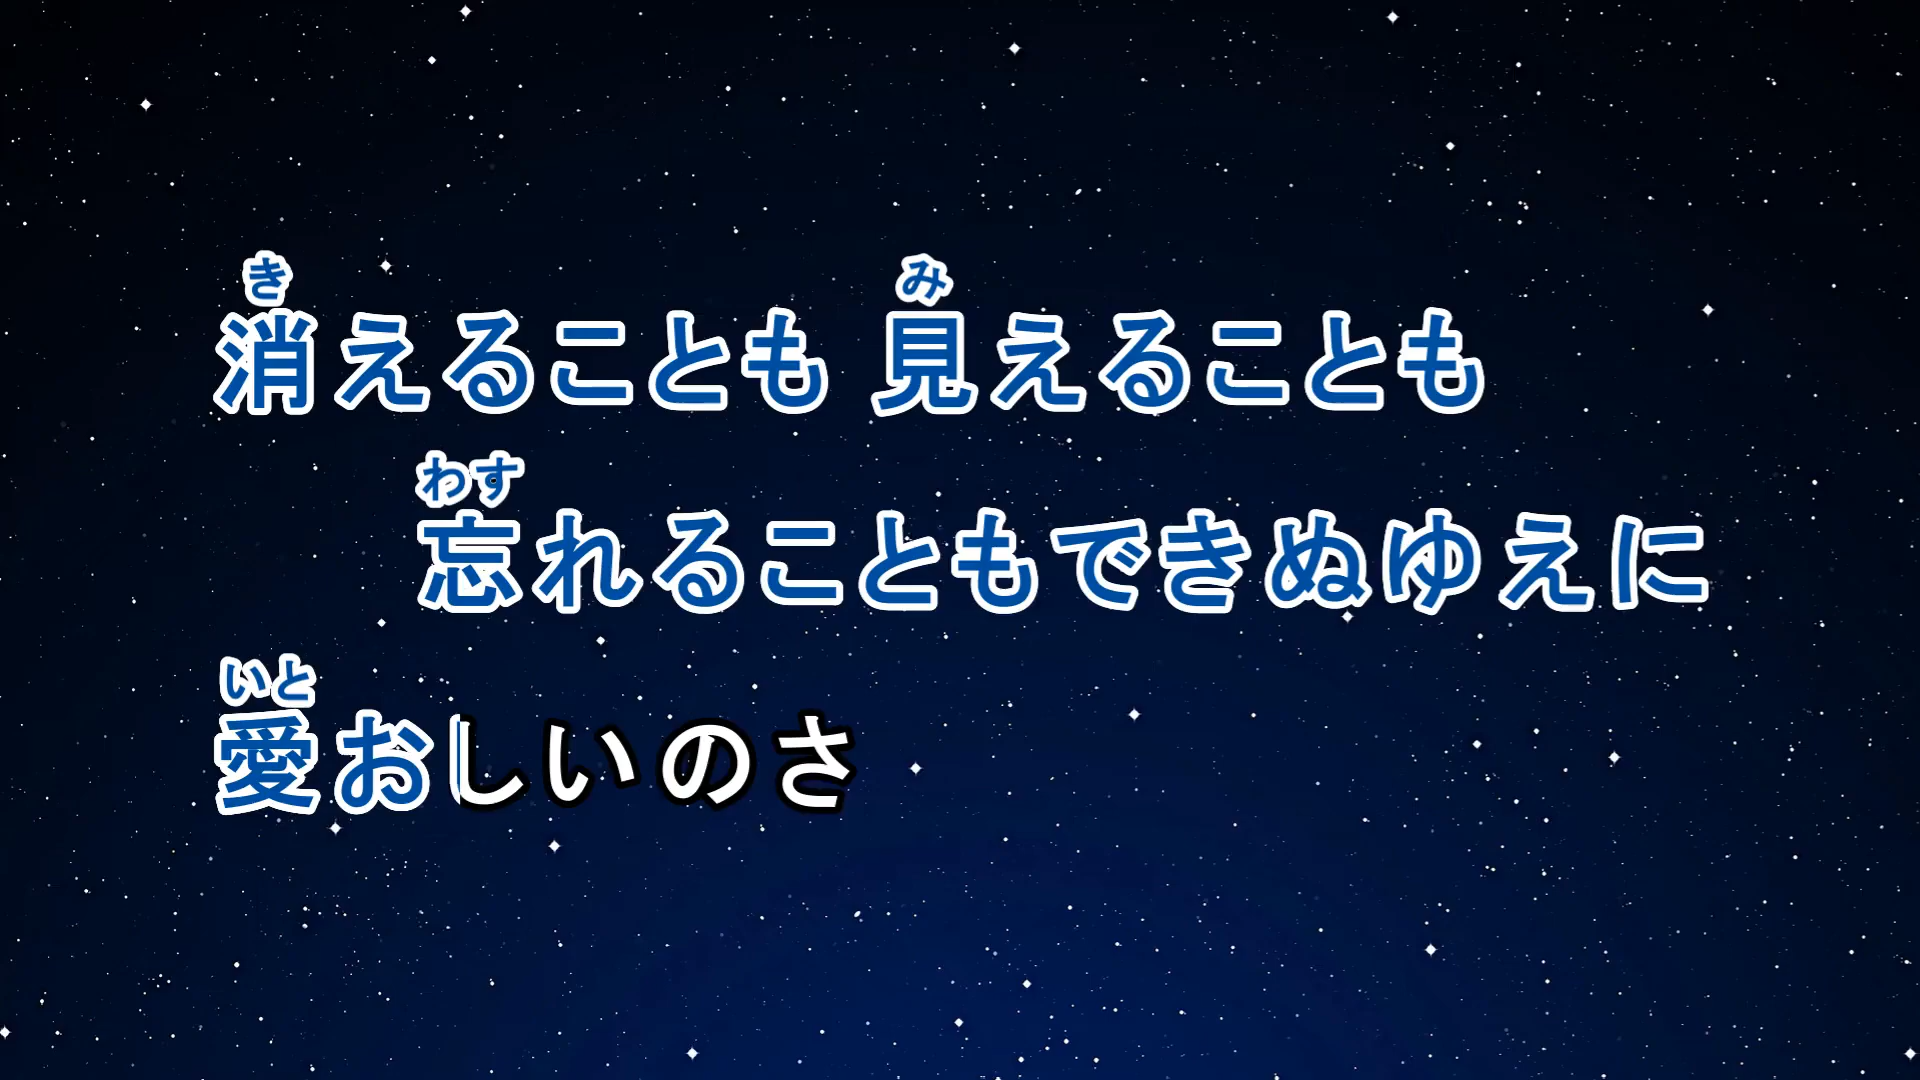 き み
消えることも 見えることも
わす
忘れることもできぬゆえに
いと
愛おしいのさ